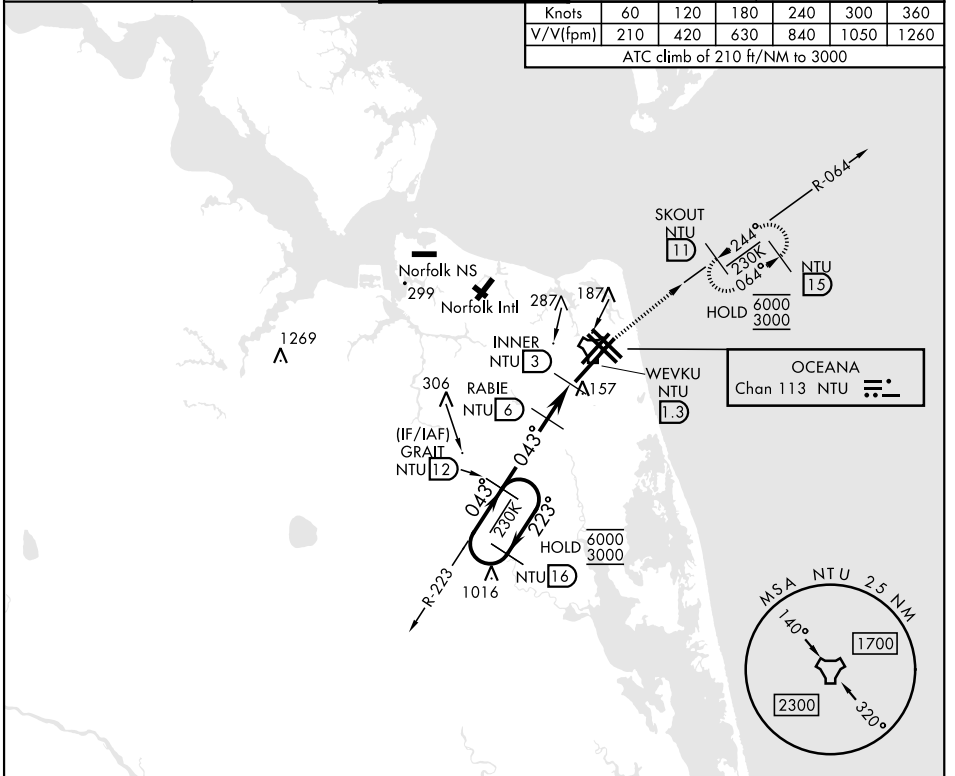 Knots 60 120 180 240 300 360
V/V(fpm) 210 420 630 840 1050 1260
ATC climb of 210 ft/NM to 3000
R-064
SKOUT
NTU
11
244°
230K
064°
NTU
15
HOLD 6000
3000
Norfolk NS
299
Norfolk Intl
287
187
1269
INNER
NTU 3
WEVKU
NTU
1.3
OCEANA
Chan 113 NTU
157
306
RABIE
NTU 6
(IF/IAF)
GRAIT
NTU 12
043°
043°
230K
223°
HOLD 6000
3000
NTU 16
R-223
1016
MSA NTU 25 NM
140°
1700
2300
320°